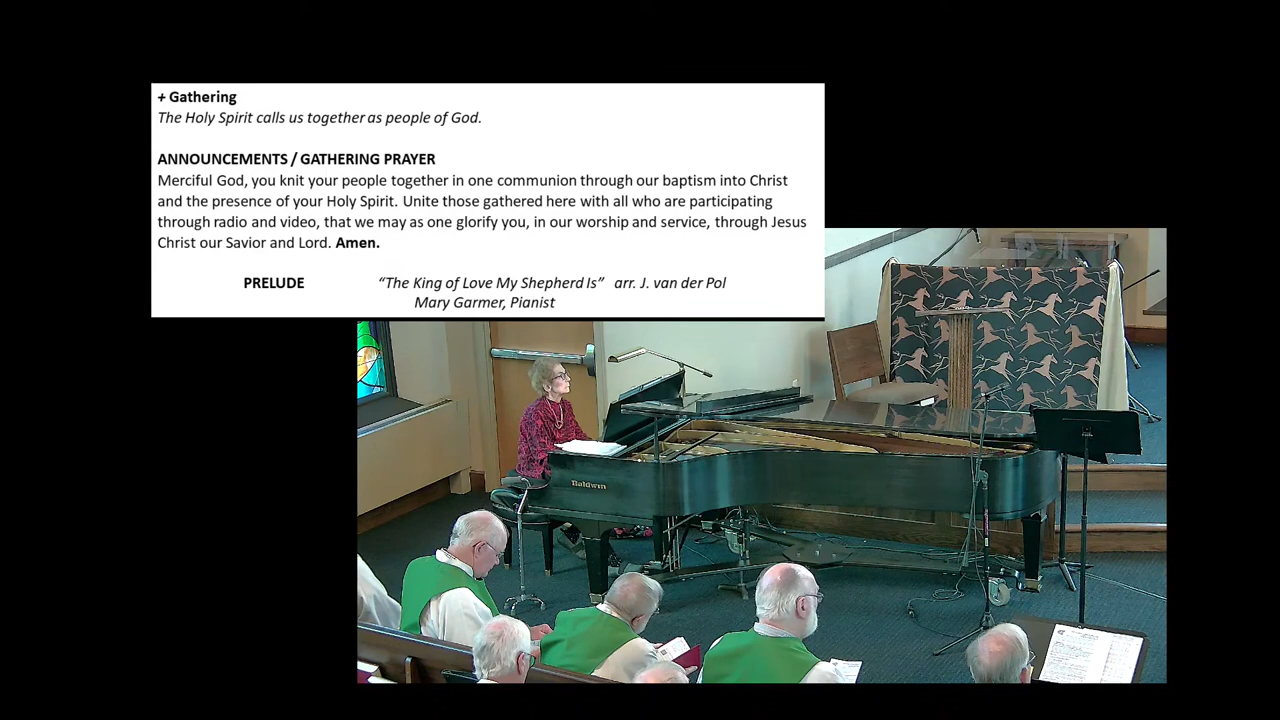 + Gathering
The Holy Spirit calls us together as people of God.
ANNOUNCEMENTS / GATHERING PRAYER
Merciful God, you knit your people together in one communion through our baptism into Christ
and the presence of your Holy Spirit. Unite those gathered here with all who are participating
through radio and video, that we may as one glorify you, in our worship and service, through Jesus
Christ our Savior and Lord. Amen.
PRELUDE “The King of Love My Shepherd Is” arr. J. van der Pol
Mary Garmer, Pianist
Baldwin